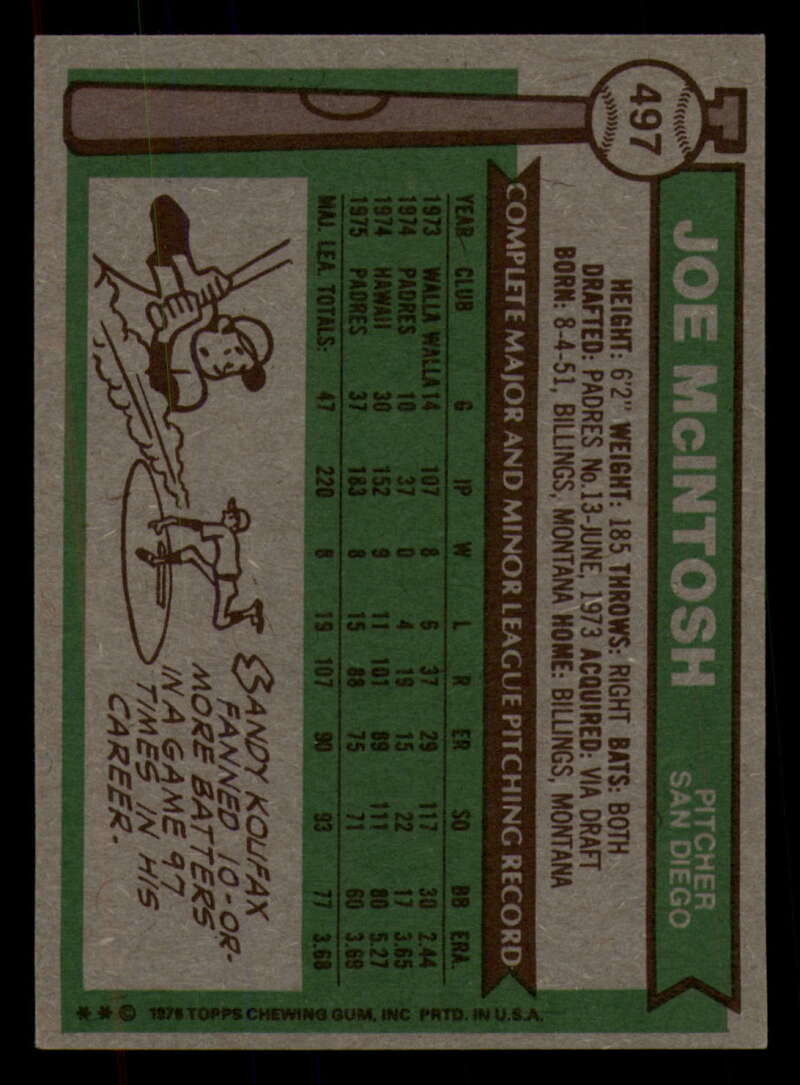 497
JOE McINTOSH
PITCHER
SAN DIEGO
HEIGHT: 6'2" WEIGHT: 185 THROWS: RIGHT BATS: BOTH
DRAFTED: PADRES No.13-JUNE, 1973 ACQUIRED: VIA DRAFT
BORN: 8-4-51, BILLINGS, MONTANA HOME: BILLINGS, MONTANA
COMPLETE MAJOR AND MINOR LEAGUE PITCHING RECORD
YEAR CLUB G IP W L R ER SO BB ERA.
1973 WALLA WALLA 14 107 8 6 37 29 117 30 2.44
1974 PADRES 10 37 0 4 19 15 22 17 3.65
1974 HAWAII 30 152 9 11 101 89 111 80 5.27
1975 PADRES 37 183 8 15 88 75 71 60 3.69
MAJ. LEA. TOTALS: 47 220 8 19 107 90 93 77 3.68
SANDY KOUFAX
FANNED 10-OR-
MORE BATTERS
IN A GAME 97
TIMES IN HIS
CAREER.
* * © 1976 TOPPS CHEWING GUM, INC PRTD. IN U.S.A.